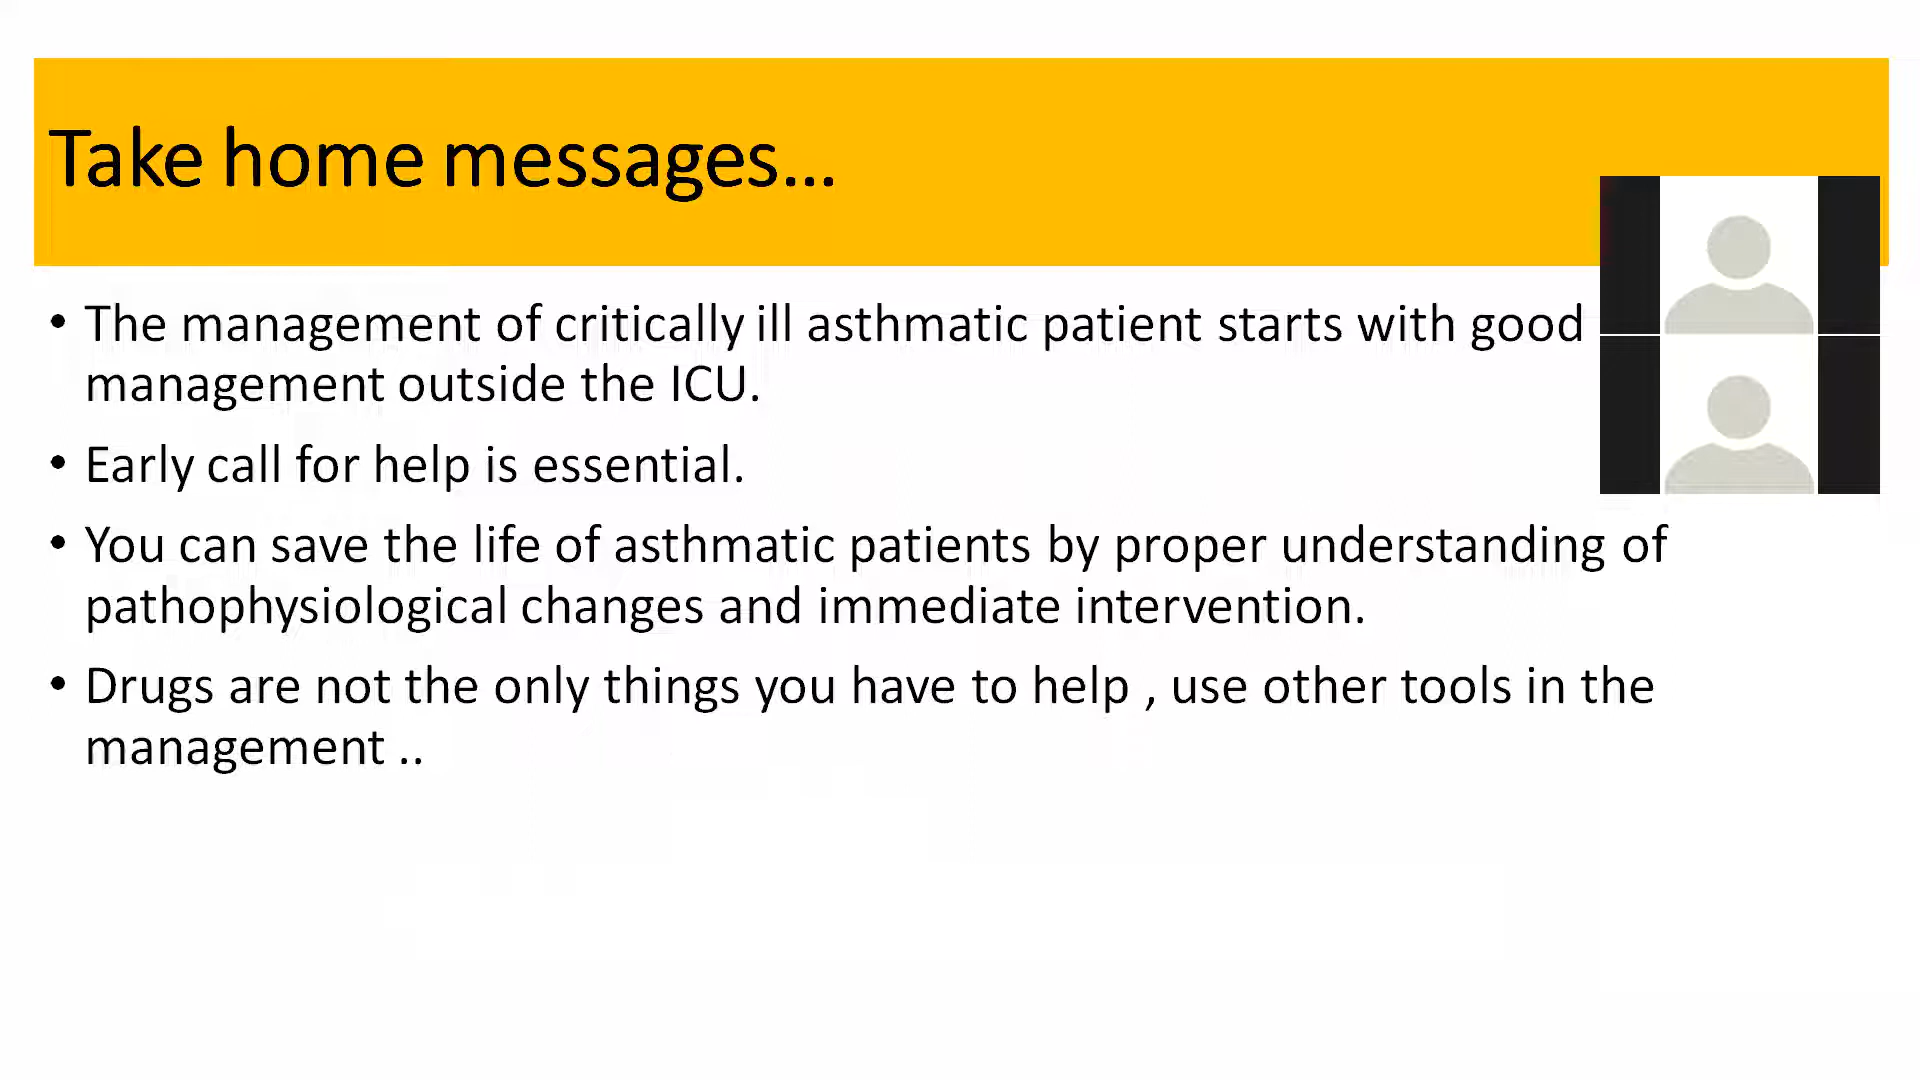 Take home messages...
• The management of critically ill asthmatic patient starts with good
management outside the ICU.
• Early call for help is essential.
• You can save the life of asthmatic patients by proper understanding of
pathophysiological changes and immediate intervention.
• Drugs are not the only things you have to help , use other tools in the
management ..